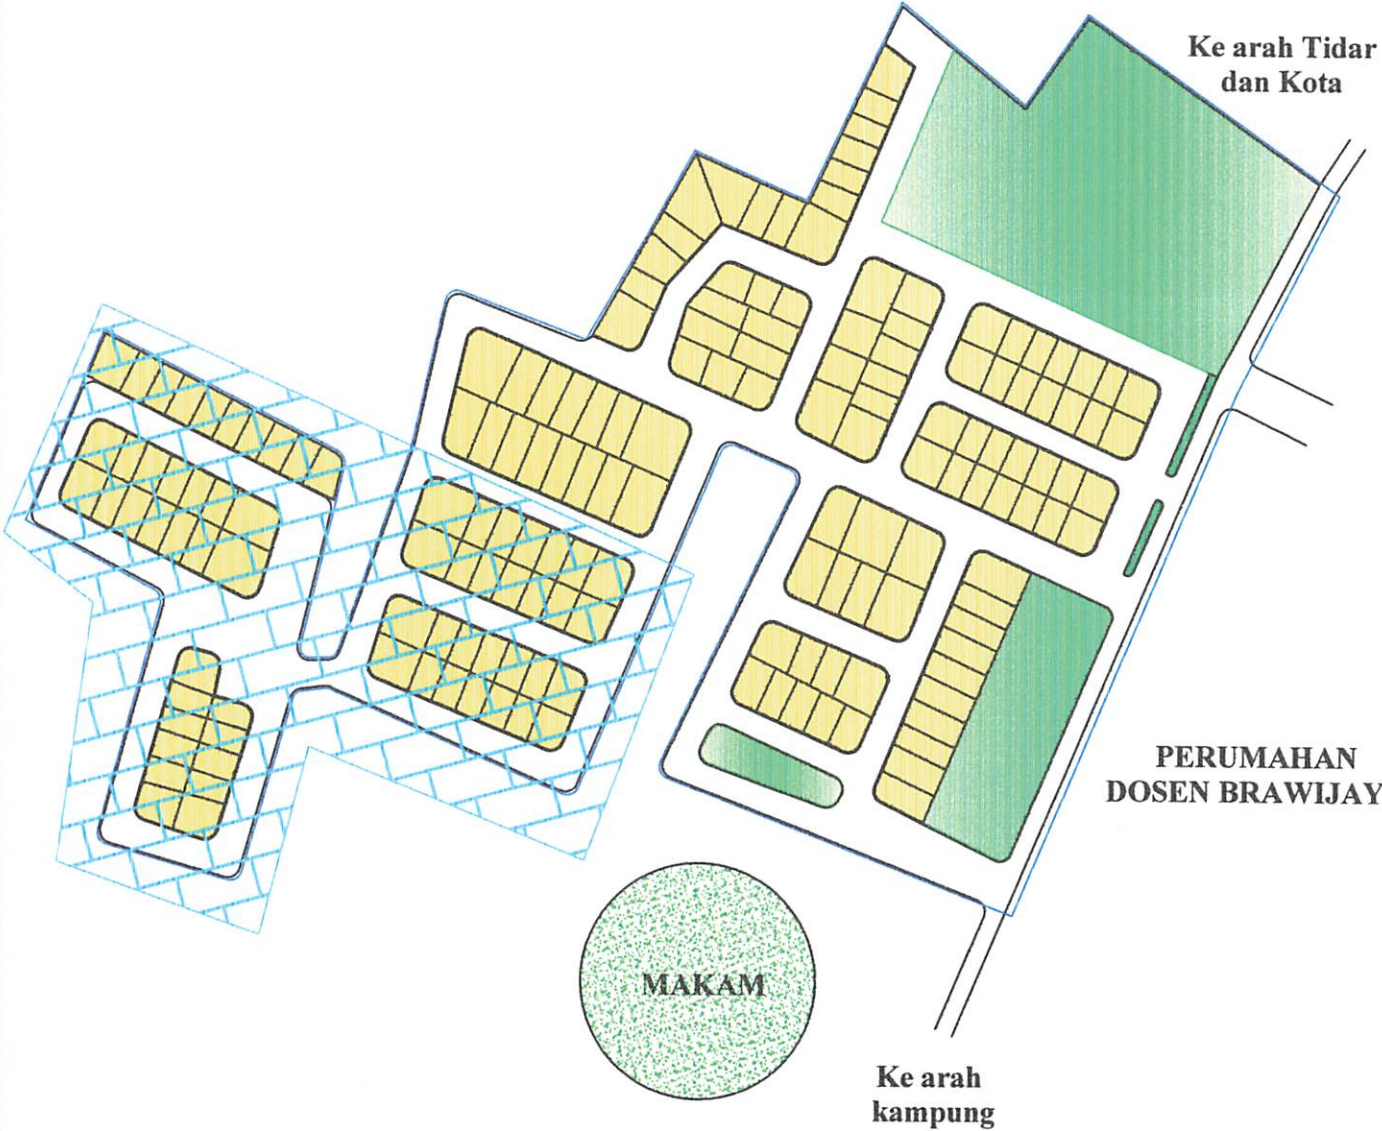 Ke arah Tidar
dan Kota
PERUMAHAN
DOSEN BRAWIJAY
MAKAM
Ke arah
kampung